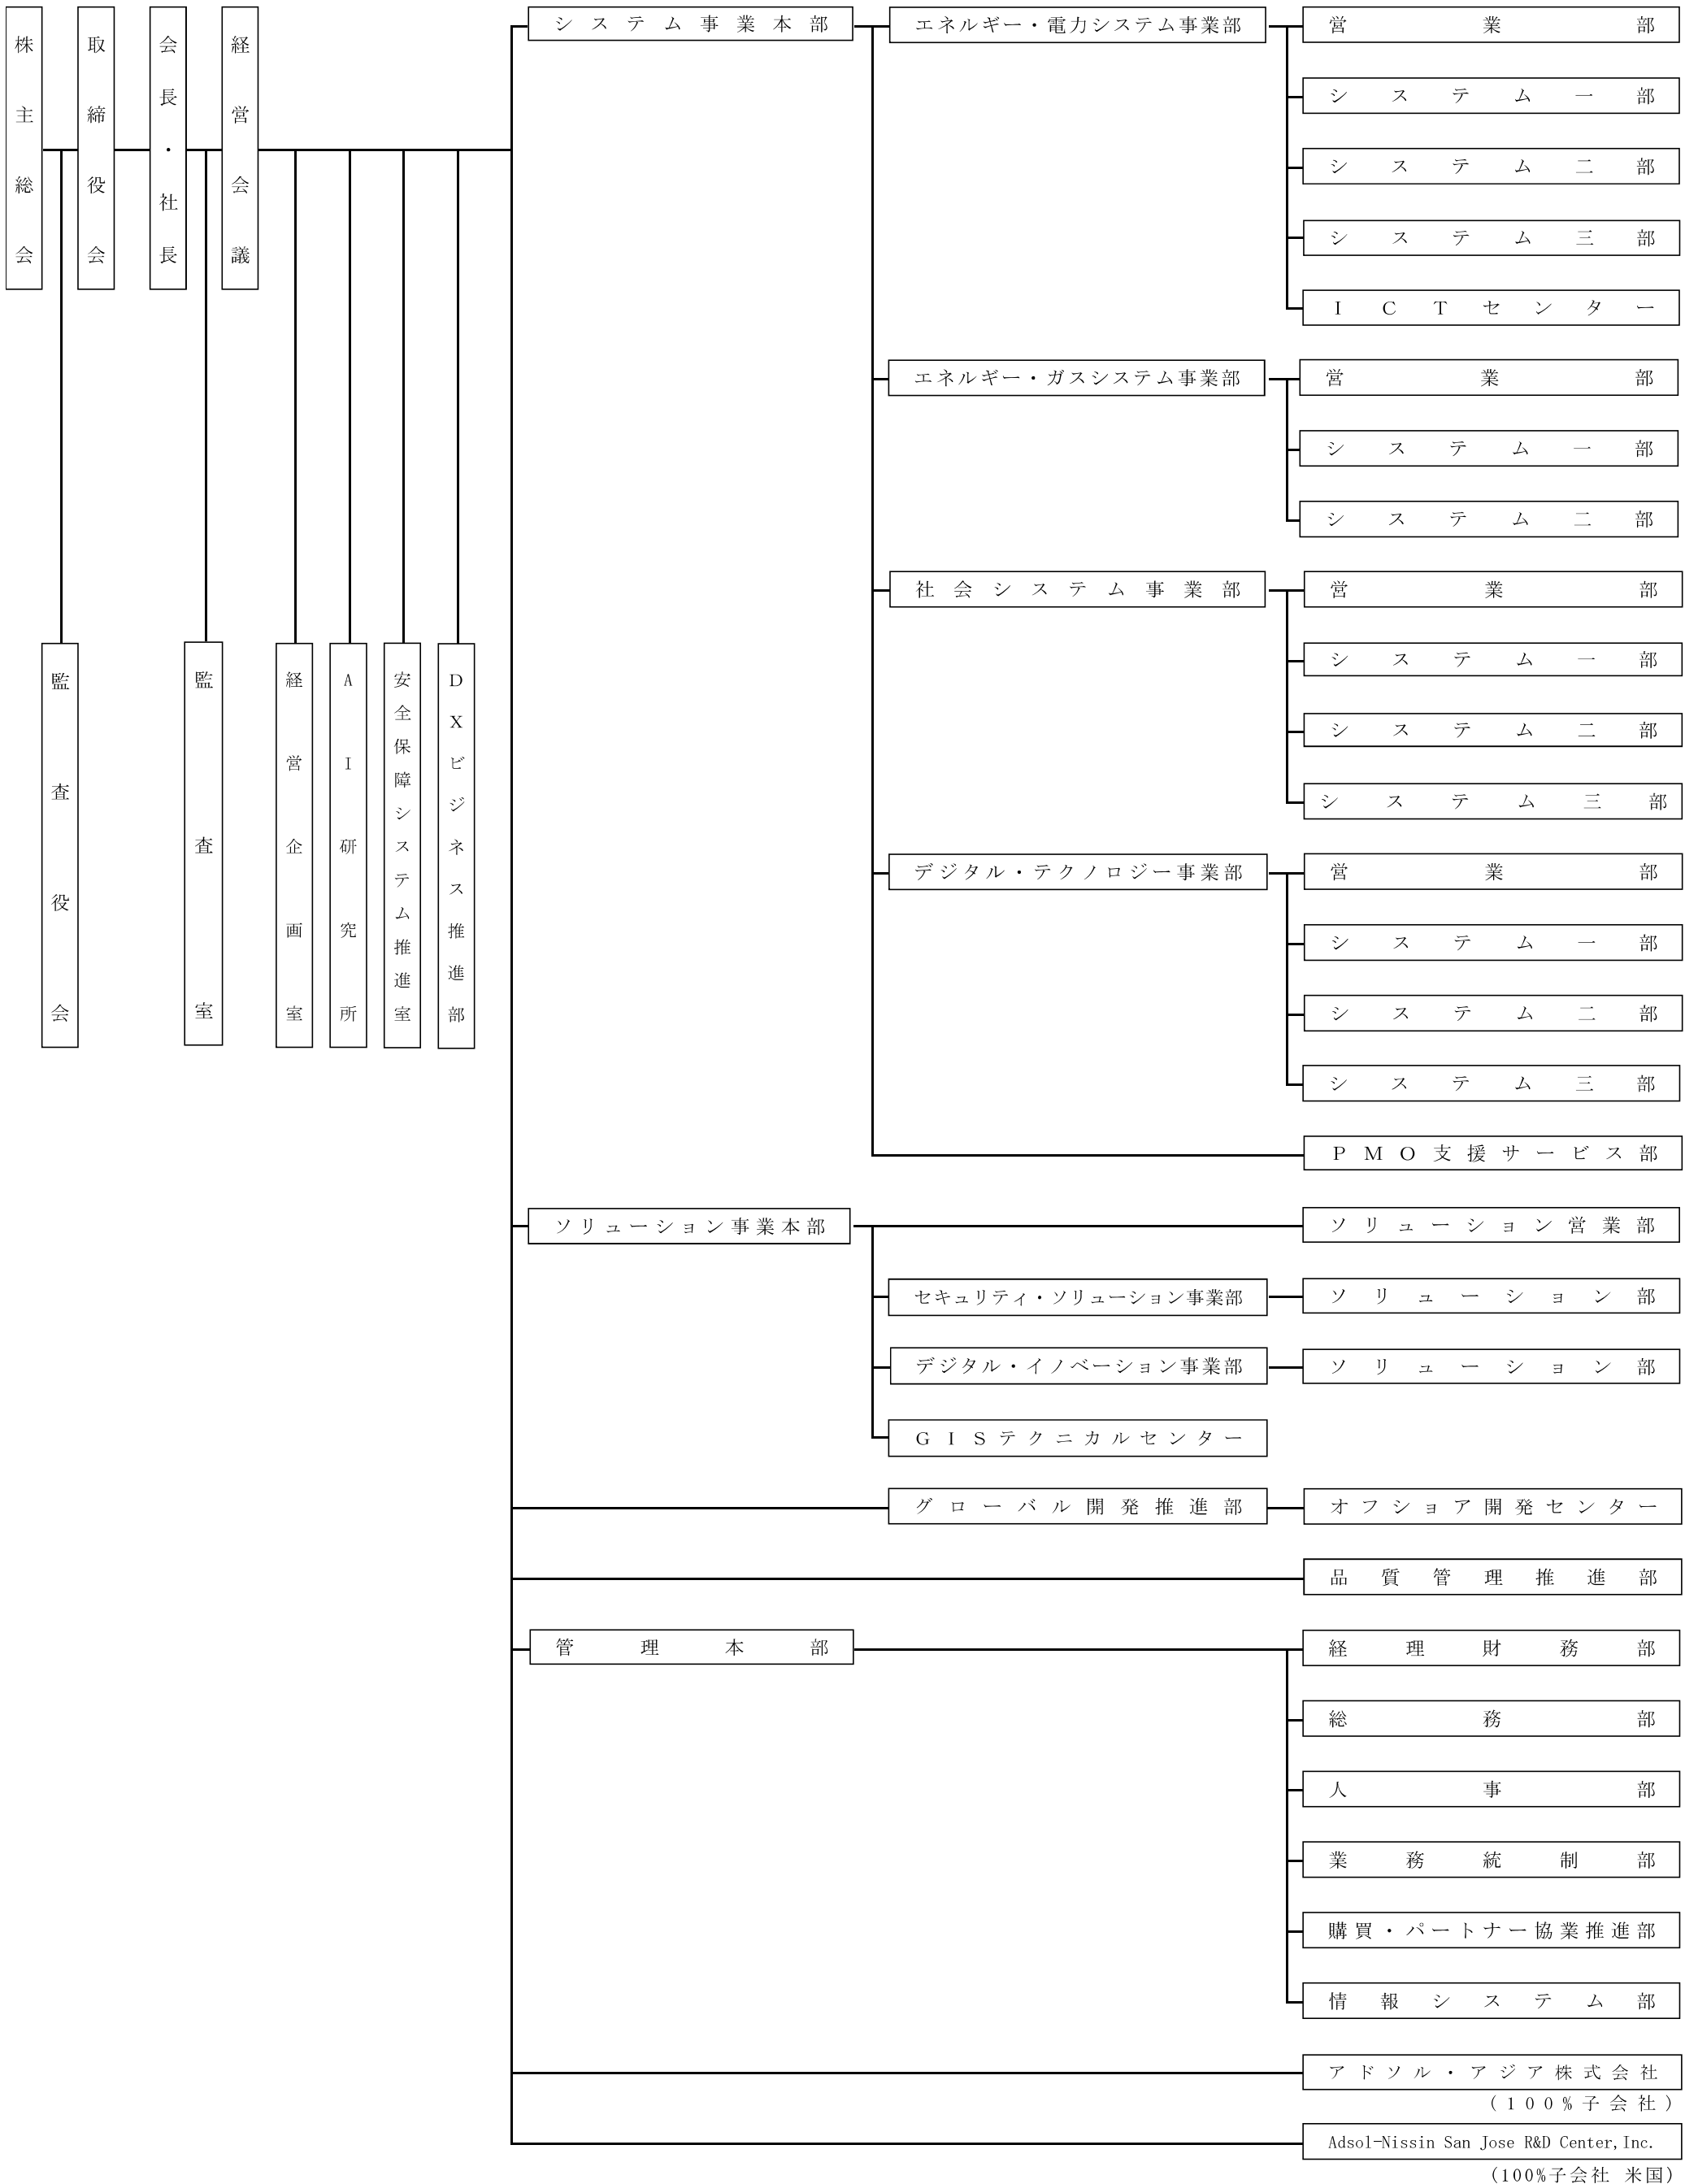 株主総会
取締役会
会長・社長
経営会議
監査役会
監査室
経営企画室
AI研究所
安全保障システム推進室
DXビジネス推進部
システム事業本部
エネルギー・電力システム事業部
営業部
システム一部
システム二部
システム三部
ICTセンター
エネルギー・ガスシステム事業部
営業部
システム一部
システム二部
社会システム事業部
営業部
システム一部
システム二部
システム三部
デジタル・テクノロジー事業部
営業部
システム一部
システム二部
システム三部
PMO支援サービス部
ソリューション事業本部
ソリューション営業部
セキュリティ・ソリューション事業部
ソリューション部
デジタル・イノベーション事業部
ソリューション部
GISテクニカルセンター
グローバル開発推進部
オフショア開発センター
品質管理推進部
管理本部
経理財務部
総務部
人事部
業務統制部
購買・パートナー協業推進部
情報システム部
アドソル・アジア株式会社
(100%子会社)
Adsol-Nissin San Jose R&D Center,Inc.
(100%子会社 米国)